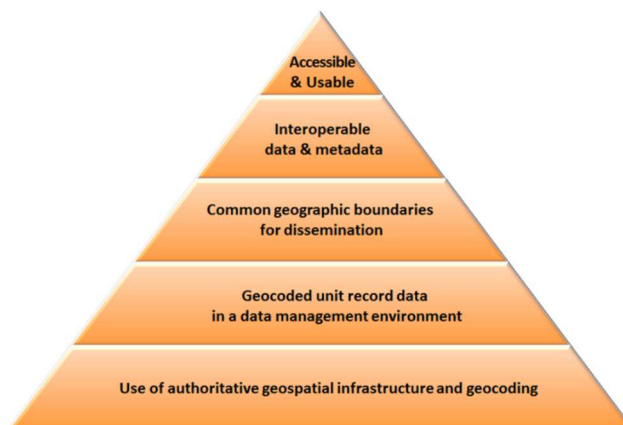 Accessible
& Usable
Interoperable
data & metadata
Common geographic boundaries
for dissemination
Geocoded unit record data
in a data management environment
Use of authoritative geospatial infrastructure and geocoding